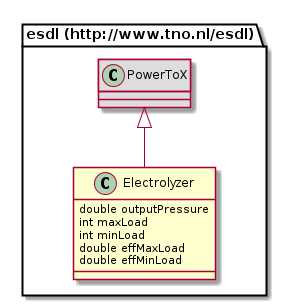 esdl (http://www.tno.nl/esdl)
C PowerToX
C Electrolyzer
double outputPressure
int maxLoad
int minLoad
double effMaxLoad
double effMinLoad